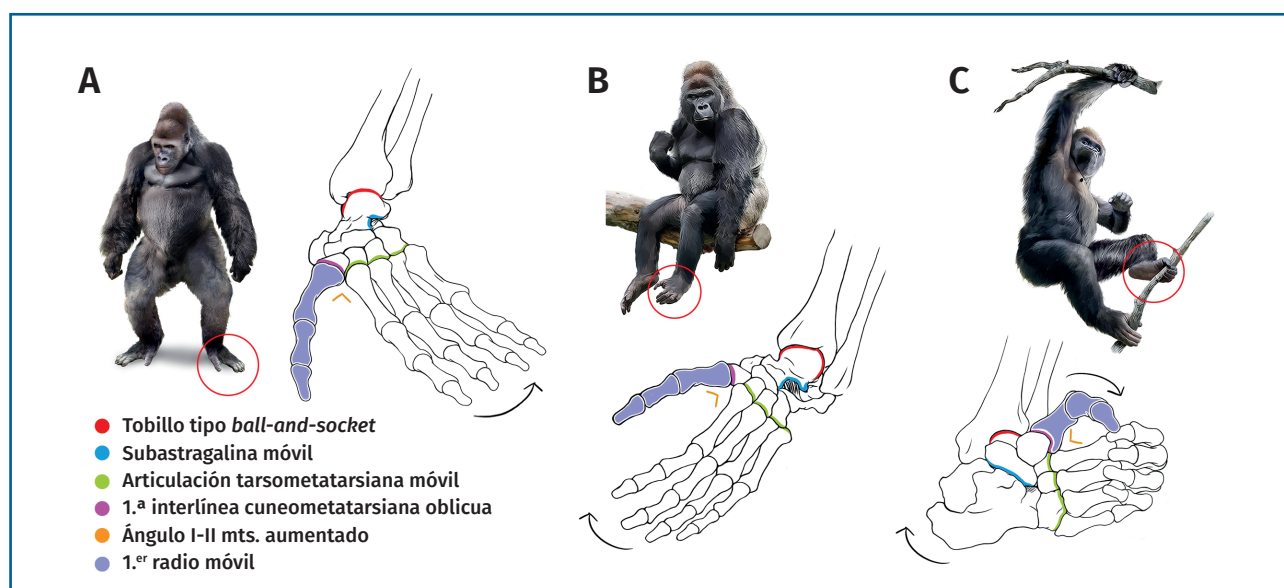 A
B
C
Tobillo tipo ball-and-socket
Subastragalina móvil
Articulación tarsometatarsiana móvil
1.ª interlínea cuneometatarsiana oblicua
Ángulo I-II mts. aumentado
1.er radio móvil